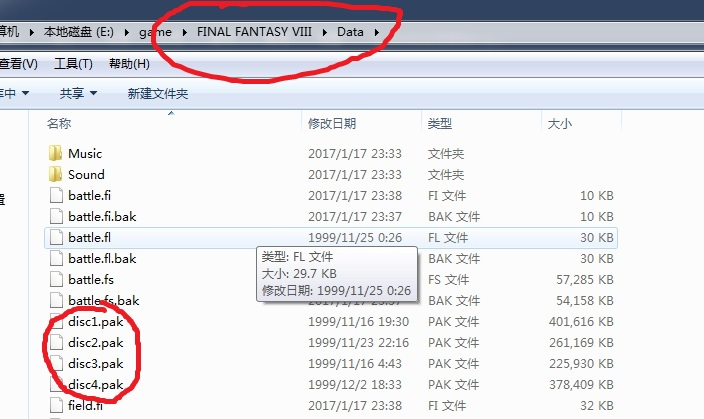 算机 ▸ 本地磁盘 (E:) ▸ game ▸ FINAL FANTASY VIII ▸ Data ▸
查看(V) 工具(T) 帮助(H)
库中 ▾ 共享 ▾ 新建文件夹
名称 修改日期 类型 大小
Music 2017/1/17 23:33 文件夹
Sound 2017/1/17 23:33 文件夹
battle.fi 2017/1/17 23:38 FI 文件 10 KB
battle.fi.bak 2017/1/17 23:37 BAK 文件 10 KB
battle.fl 1999/11/25 0:26 FL 文件 30 KB
battle.fl.bak BAK 文件 30 KB
battle.fs FS 文件 57,285 KB
置
battle.fs.bak BAK 文件 54,158 KB
类型: FL 文件
大小: 29.7 KB
修改日期: 1999/11/25 0:26
disc1.pak 1999/11/16 19:30 PAK 文件 401,616 KB
disc2.pak 1999/11/23 22:16 PAK 文件 261,169 KB
disc3.pak 1999/11/16 4:43 PAK 文件 225,930 KB
disc4.pak 1999/12/2 18:33 PAK 文件 378,409 KB
field.fi 2017/1/17 23:38 FI 文件 32 KB